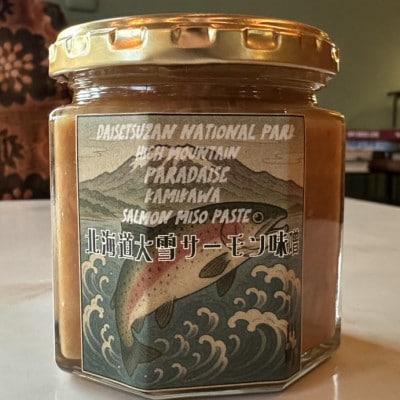 DAISETSUZAN NATIONAL PARK
HIGH MOUNTAIN
PARADAISE
KAMIKAWA
SALMON MISO PASTE
北海道大雪サーモン味噌